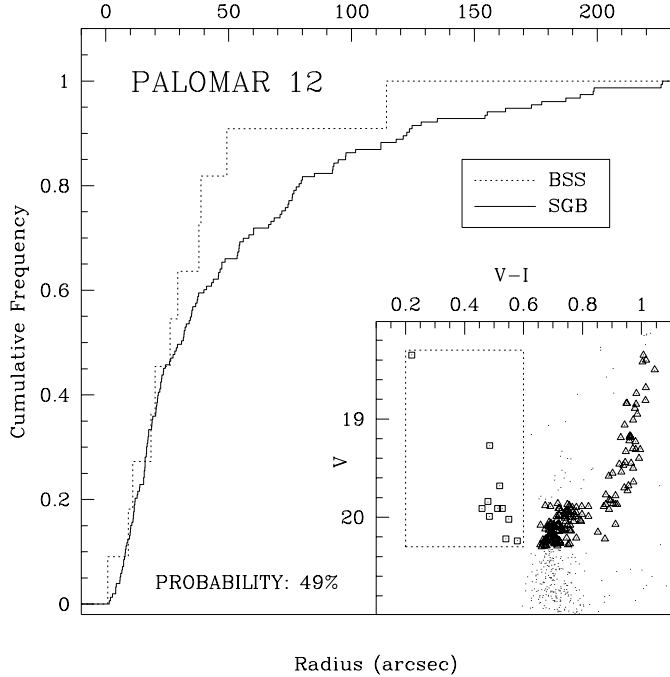 0 50 100 150 200
PALOMAR 12
1
0.8
0.6
0.4
0.2
0
Cumulative Frequency
BSS
SGB
V-I
0.2 0.4 0.6 0.8 1
V
19
20
PROBABILITY: 49%
Radius (arcsec)